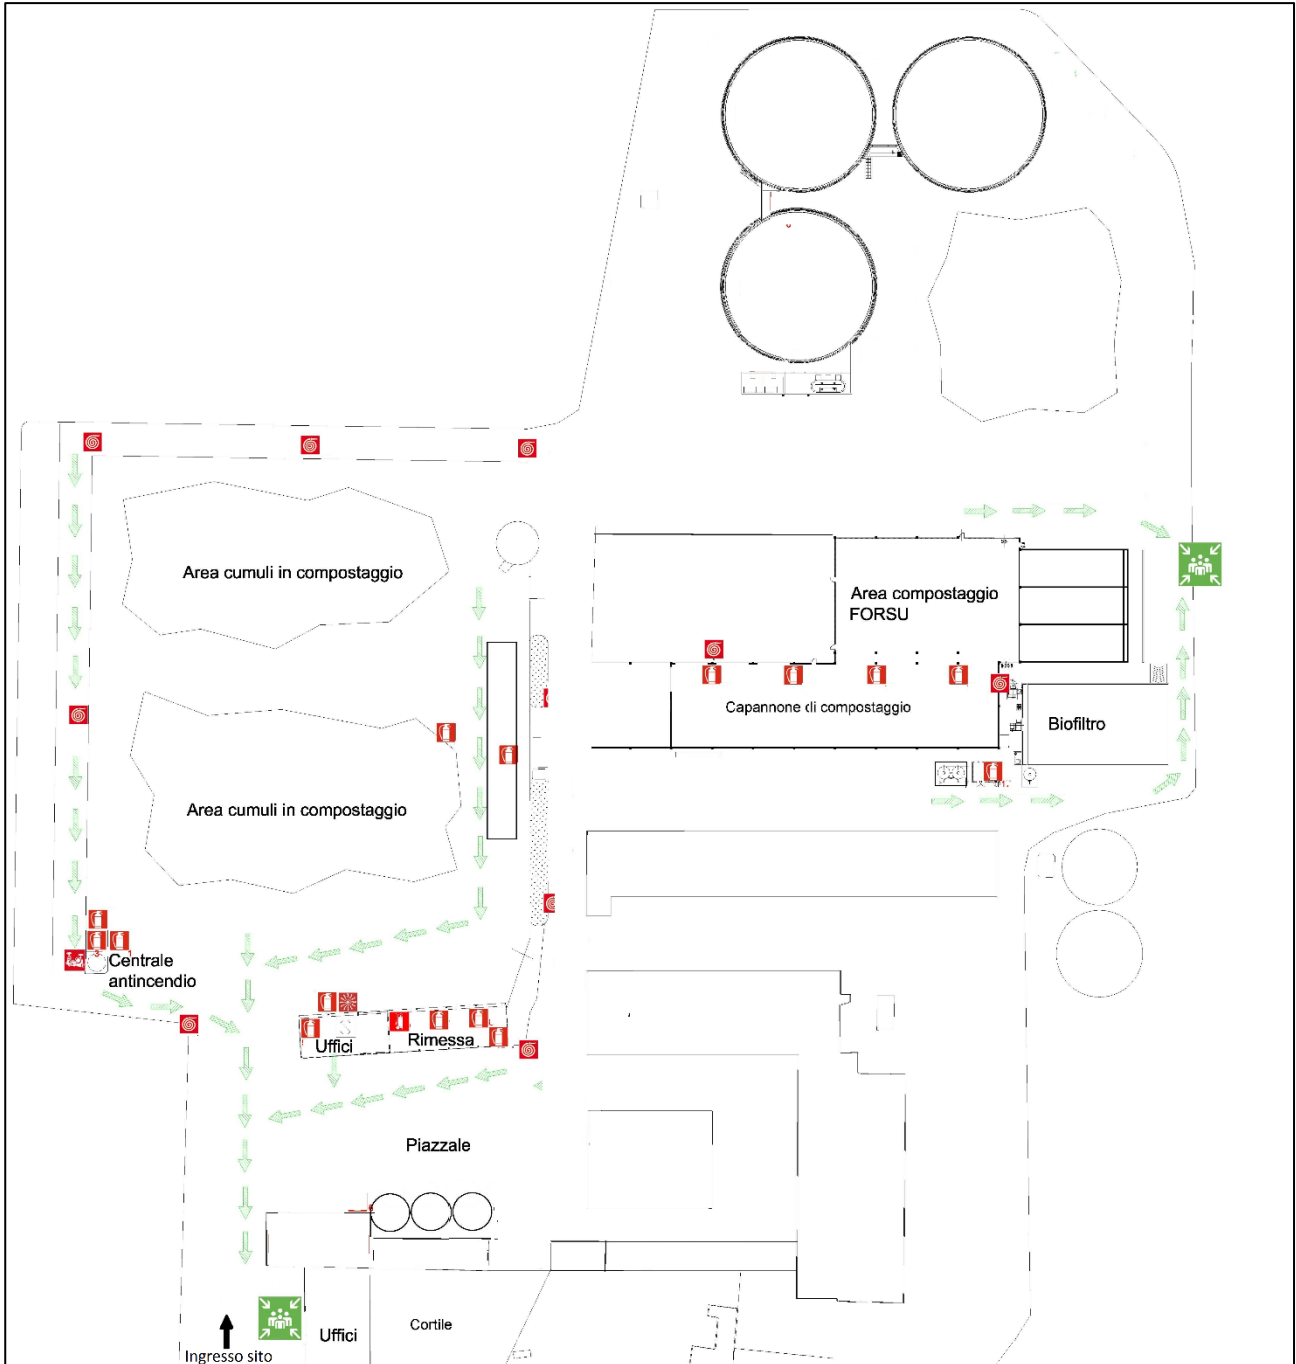 Area cumuli in compostaggio
Area compostaggio
FORSU
Capannone di compostaggio
Biofiltro
Area cumuli in compostaggio
Centrale
antincendio
Uffici
Rimessa
Piazzale
Uffici
Cortile
Ingresso sito